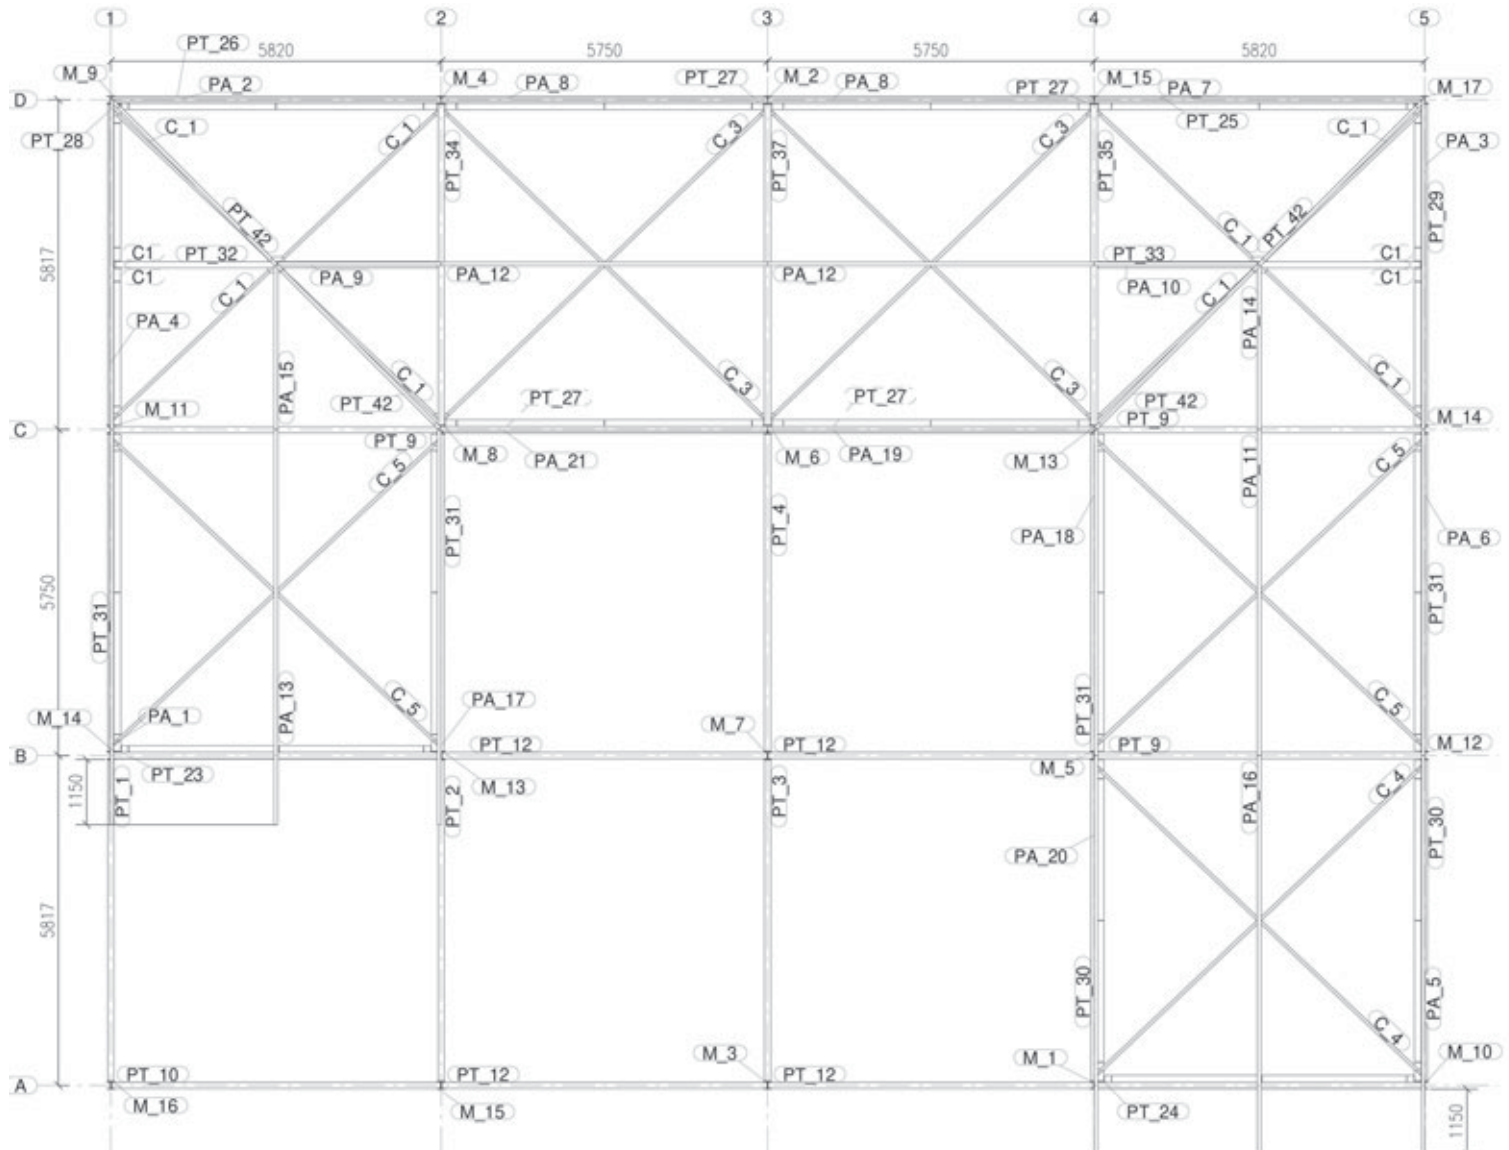 1 2 3 4 5
5820 5750 5750 5820
PT_26
M_9 PA_2 M_4 PA_8 PT_27 M_2 PA_8 PT_27 M_15 PA_7 M_17
D
PT_25
PT_28 C_1 C_1 C_3 C_3 C_1 PA_3
PT_34 PT_37 PT_35
PT_29
PT_42 C_1 PT_42
C1 PT_32 PT_33 C1
5817
C1 PA_9 PA_12 PA_12 PA_10 C1
C_1 C_1
PA_4 PA_14
PA_15
C_1 C_3 C_3 C_1
PT_42 PT_27 PT_27 PT_42
M_11 PT_9 M_14
C
PT_9 M_8 PA_21 M_6 PA_19 M_13
C_5 PA_11 C_5
PT_31 PT_4
PA_18 PA_6
5750
PT_31 PT_31
C_5 PA_17 C_5
PA_13 PT_31
M_14 PA_1 M_7 M_12
B
PT_12 PT_12 PT_9
PT_23 M_13 M_5
1150 PT_1 PT_2 PT_3 PA_16 C_4
PT_30
PA_20
5817
PT_30 PA_5
C_4
M_3 M_1 M_10
A
PT_10 PT_12 PT_12
M_16 M_15 PT_24
1150